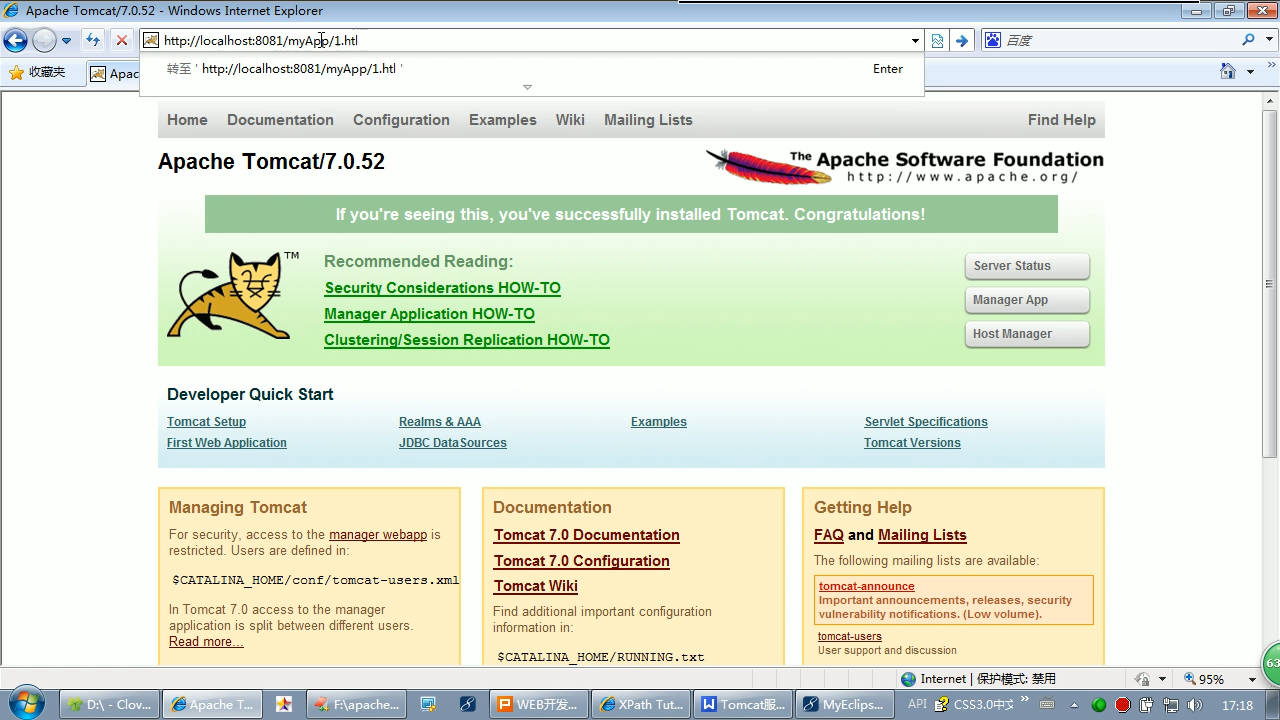 Apache Tomcat/7.0.52 - Windows Internet Explorer
http://localhost:8081/myApp/1.htl
百度
转至 ' http://localhost:8081/myApp/1.htl '
Enter
收藏夹
Apac
Home Documentation Configuration Examples Wiki Mailing Lists Find Help
Apache Tomcat/7.0.52
The Apache Software Foundation
http://www.apache.org/
If you're seeing this, you've successfully installed Tomcat. Congratulations!
TM
Recommended Reading:
Security Considerations HOW-TO
Manager Application HOW-TO
Clustering/Session Replication HOW-TO
Server Status
Manager App
Host Manager
Developer Quick Start
Tomcat Setup Realms & AAA Examples Servlet Specifications
First Web Application JDBC DataSources Tomcat Versions
Managing Tomcat
For security, access to the manager webapp is
restricted. Users are defined in:
$CATALINA_HOME/conf/tomcat-users.xml
In Tomcat 7.0 access to the manager
application is split between different users.
Read more...
Documentation
Tomcat 7.0 Documentation
Tomcat 7.0 Configuration
Tomcat Wiki
Find additional important configuration
information in:
$CATALINA_HOME/RUNNING.txt
Getting Help
FAQ and Mailing Lists
The following mailing lists are available:
tomcat-announce
Important announcements, releases, security
vulnerability notifications. (Low volume).
tomcat-users
User support and discussion
63
Internet | 保护模式: 禁用
95%
D:\ - Clov...
Apache T...
F:\apache...
WEB开发...
XPath Tut...
Tomcat服...
MyEclips...
API
CSS3.0中文
17:18